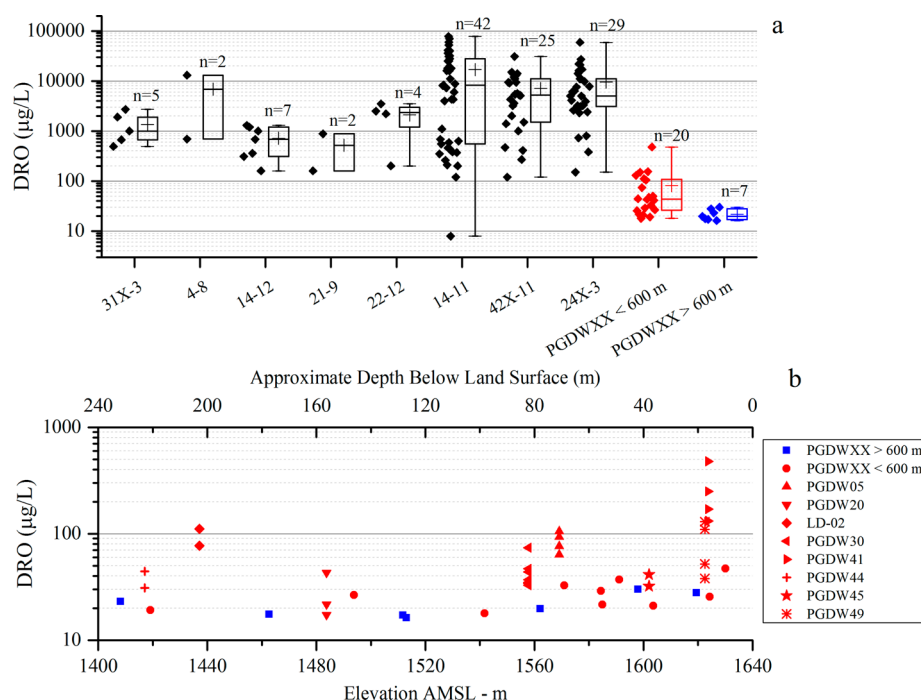 a
100000
10000
1000
100
10
DRO (µg/L)
n=5
n=2
n=7
n=2
n=4
n=42
n=25
n=29
n=20
n=7
31X-3
4-8
14-12
21-9
22-12
14-11
42X-11
24X-3
PGDWXX < 600 m
PGDWXX > 600 m
b
Approximate Depth Below Land Surface (m)
240 200 160 120 80 40 0
1000
100
10
DRO (µg/L)
1400 1440 1480 1520 1560 1600 1640
Elevation AMSL - m
PGDWXX > 600 m
PGDWXX < 600 m
PGDW05
PGDW20
LD-02
PGDW30
PGDW41
PGDW44
PGDW45
PGDW49